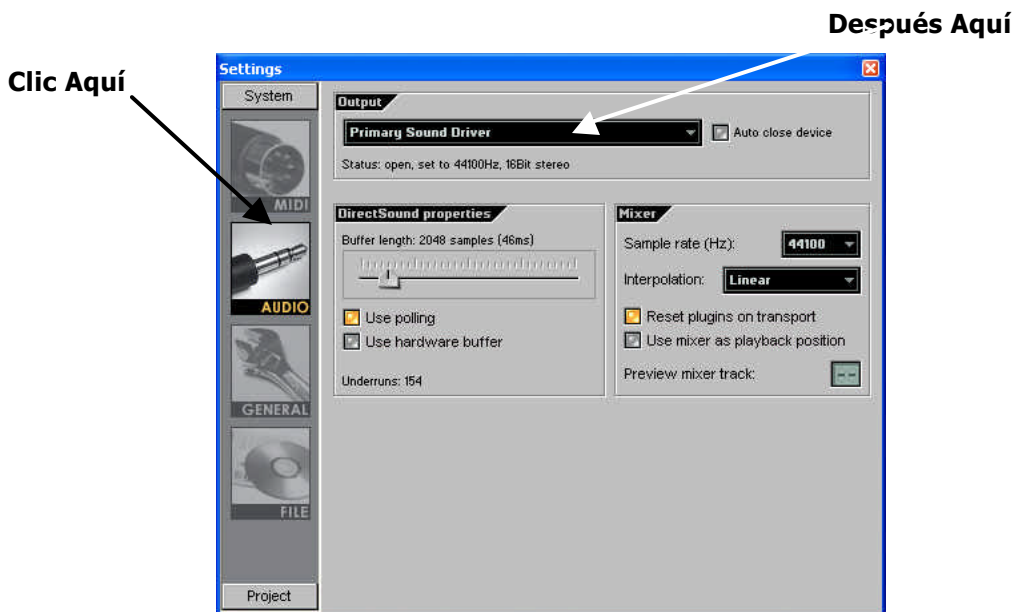 Después Aquí
Clic Aquí
Settings
System
MIDI
AUDIO
GENERAL
FILE
Project
Output
Primary Sound Driver
Auto close device
Status: open, set to 44100Hz, 16Bit stereo
DirectSound properties
Buffer length: 2048 samples (46ms)
Use polling
Use hardware buffer
Underruns: 154
Mixer
Sample rate (Hz): 44100
Interpolation: Linear
Reset plugins on transport
Use mixer as playback position
Preview mixer track: --